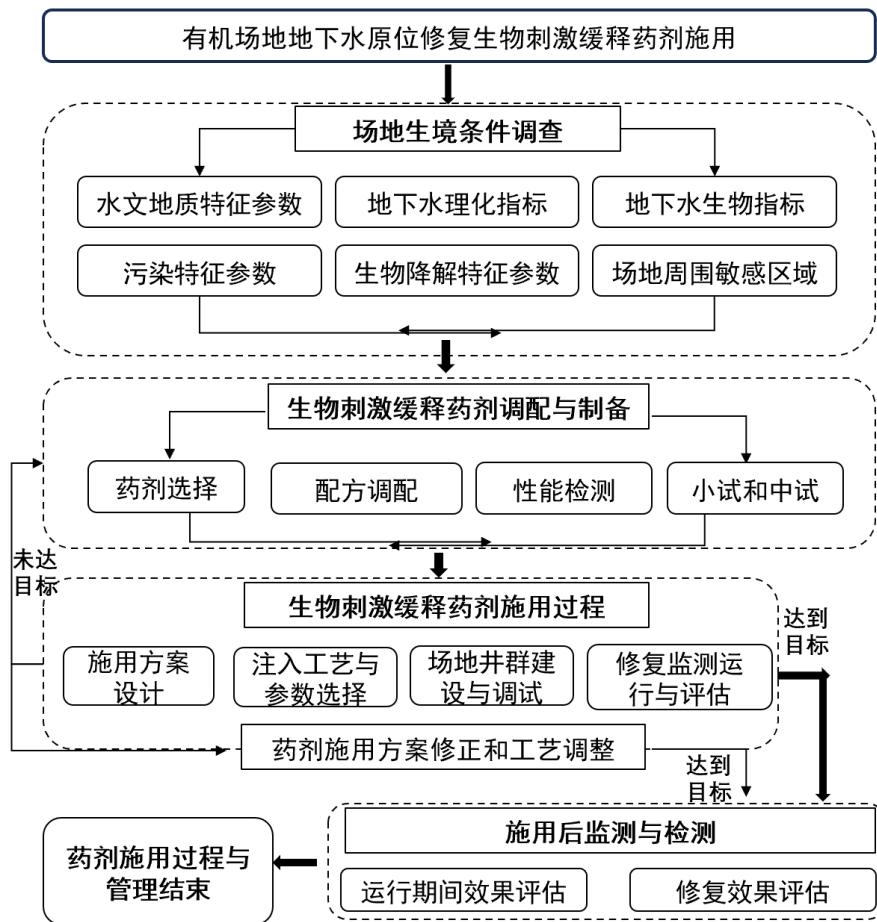 有机场地地下水原位修复生物刺激缓释药剂施用
场地生境条件调查
水文地质特征参数
地下水理化指标
地下水生物指标
污染特征参数
生物降解特征参数
场地周围敏感区域
生物刺激缓释药剂调配与制备
药剂选择
配方调配
性能检测
小试和中试
未达
目标
生物刺激缓释药剂施用过程
达到
目标
施用方案
设计
注入工艺与
参数选择
场地井群建
设与调试
修复监测运
行与评估
药剂施用方案修正和工艺调整
达到
目标
施用后监测与检测
药剂施用过程与
管理结束
运行期间效果评估
修复效果评估